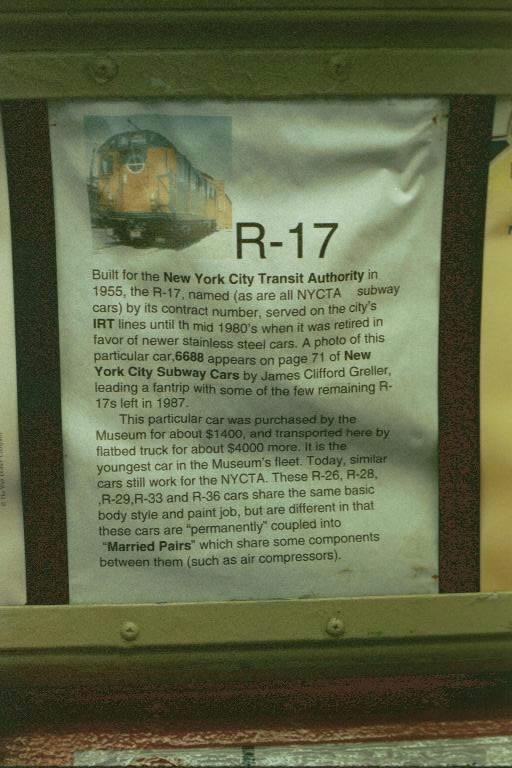 R-17
Built for the New York City Transit Authority in
1955, the R-17, named (as are all NYCTA subway
cars) by its contract number, served on the city's
IRT lines until th mid 1980's when it was retired in
favor of newer stainless steel cars. A photo of this
particular car,6688 appears on page 71 of New
York City Subway Cars by James Clifford Greller,
leading a fantrip with some of the few remaining R-
17s left in 1987.
This particular car was purchased by the
Museum for about $1400, and transported here by
flatbed truck for about $4000 more. It is the
youngest car in the Museum's fleet. Today, similar
cars still work for the NYCTA. These R-26, R-28,
,R-29,R-33 and R-36 cars share the same basic
body style and paint job, but are different in that
these cars are "permanently" coupled into
"Married Pairs" which share some components
between them (such as air compressors).